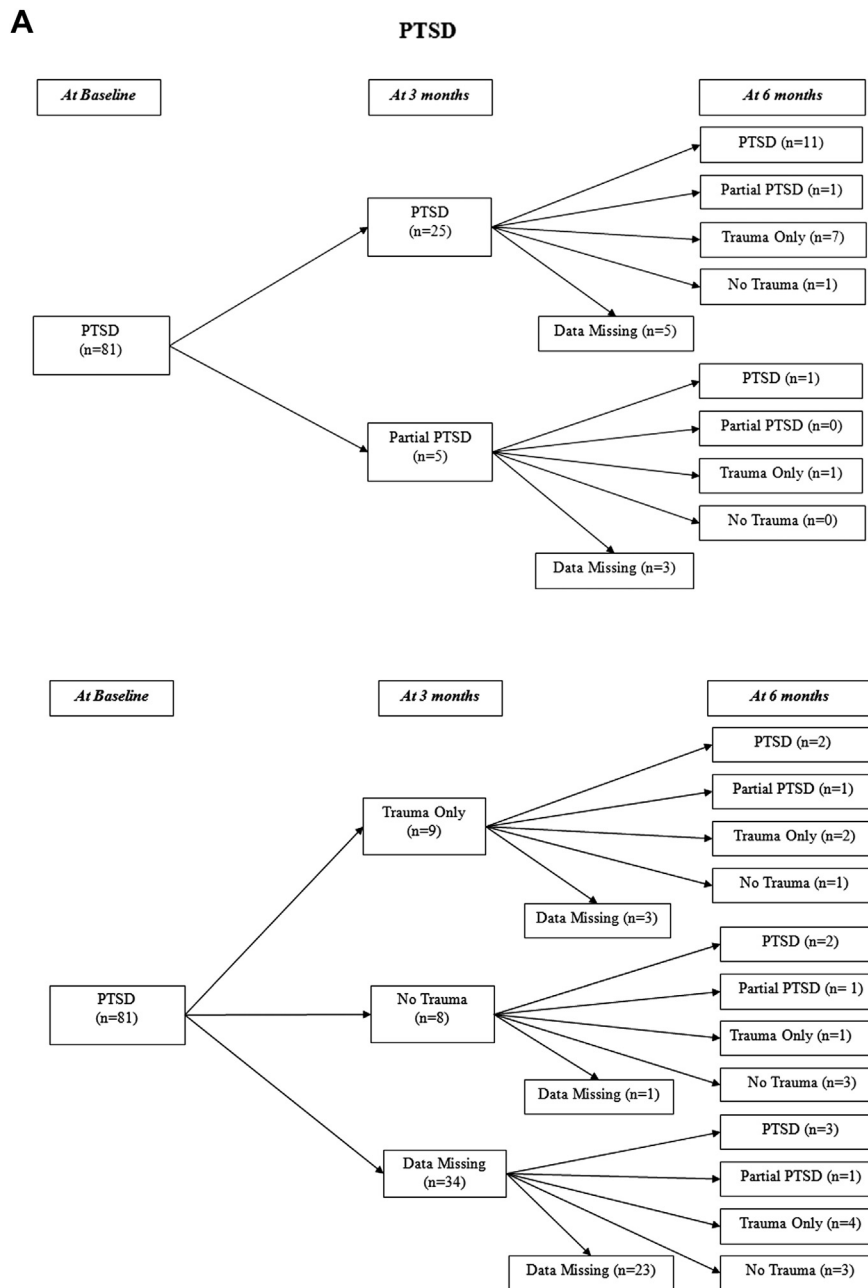 A
PTSD
At Baseline
At 3 months
At 6 months
PTSD (n=11)
Partial PTSD (n=1)
PTSD
(n=25)
Trauma Only (n=7)
No Trauma (n=1)
Data Missing (n=5)
PTSD
(n=81)
PTSD (n=1)
Partial PTSD (n=0)
Partial PTSD
(n=5)
Trauma Only (n=1)
No Trauma (n=0)
Data Missing (n=3)
At Baseline
At 3 months
At 6 months
PTSD (n=2)
Partial PTSD (n=1)
Trauma Only
(n=9)
Trauma Only (n=2)
No Trauma (n=1)
Data Missing (n=3)
PTSD (n=2)
Partial PTSD (n= 1)
PTSD
(n=81)
No Trauma
(n=8)
Trauma Only (n=1)
No Trauma (n=3)
Data Missing (n=1)
PTSD (n=3)
Data Missing
(n=34)
Partial PTSD (n=1)
Trauma Only (n=4)
No Trauma (n=3)
Data Missing (n=23)